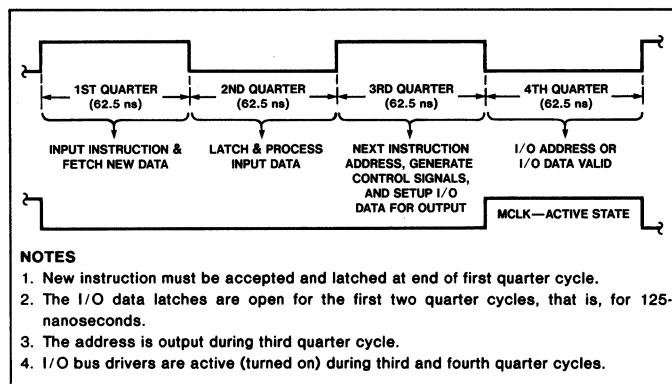 1ST QUARTER
(62.5 ns)
2ND QUARTER
(62.5 ns)
3RD QUARTER
(62.5 ns)
4TH QUARTER
(62.5 ns)
INPUT INSTRUCTION &
FETCH NEW DATA
LATCH & PROCESS
INPUT DATA
NEXT INSTRUCTION
ADDRESS, GENERATE
CONTROL SIGNALS,
AND SETUP I/O
DATA FOR OUTPUT
I/O ADDRESS OR
I/O DATA VALID
MCLK—ACTIVE STATE
NOTES
1. New instruction must be accepted and latched at end of first quarter cycle.
2. The I/O data latches are open for the first two quarter cycles, that is, for 125-
nanoseconds.
3. The address is output during third quarter cycle.
4. I/O bus drivers are active (turned on) during third and fourth quarter cycles.